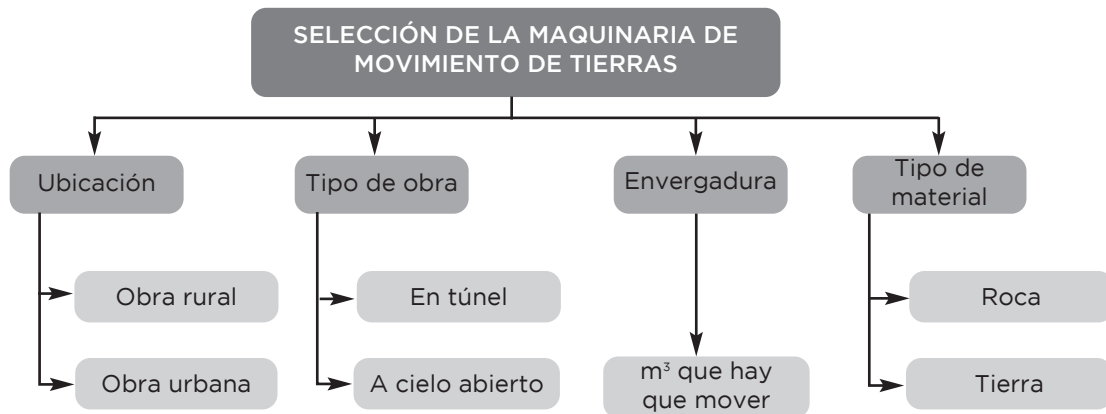 SELECCIÓN DE LA MAQUINARIA DE
MOVIMIENTO DE TIERRAS
Ubicación
Tipo de obra
Envergadura
Tipo de
material
Obra rural
En túnel
Roca
Obra urbana
A cielo abierto
m³ que hay
que mover
Tierra